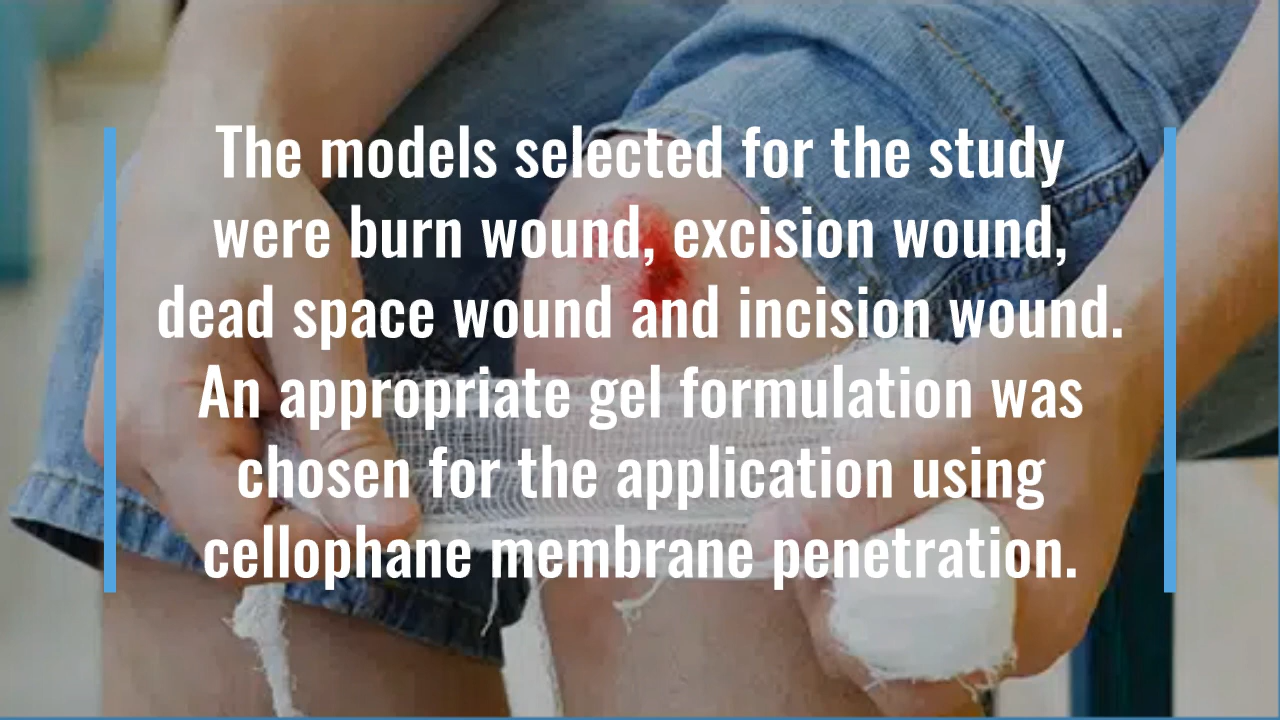 The models selected for the study
were burn wound, excision wound,
dead space wound and incision wound.
An appropriate gel formulation was
chosen for the application using
cellophane membrane penetration.